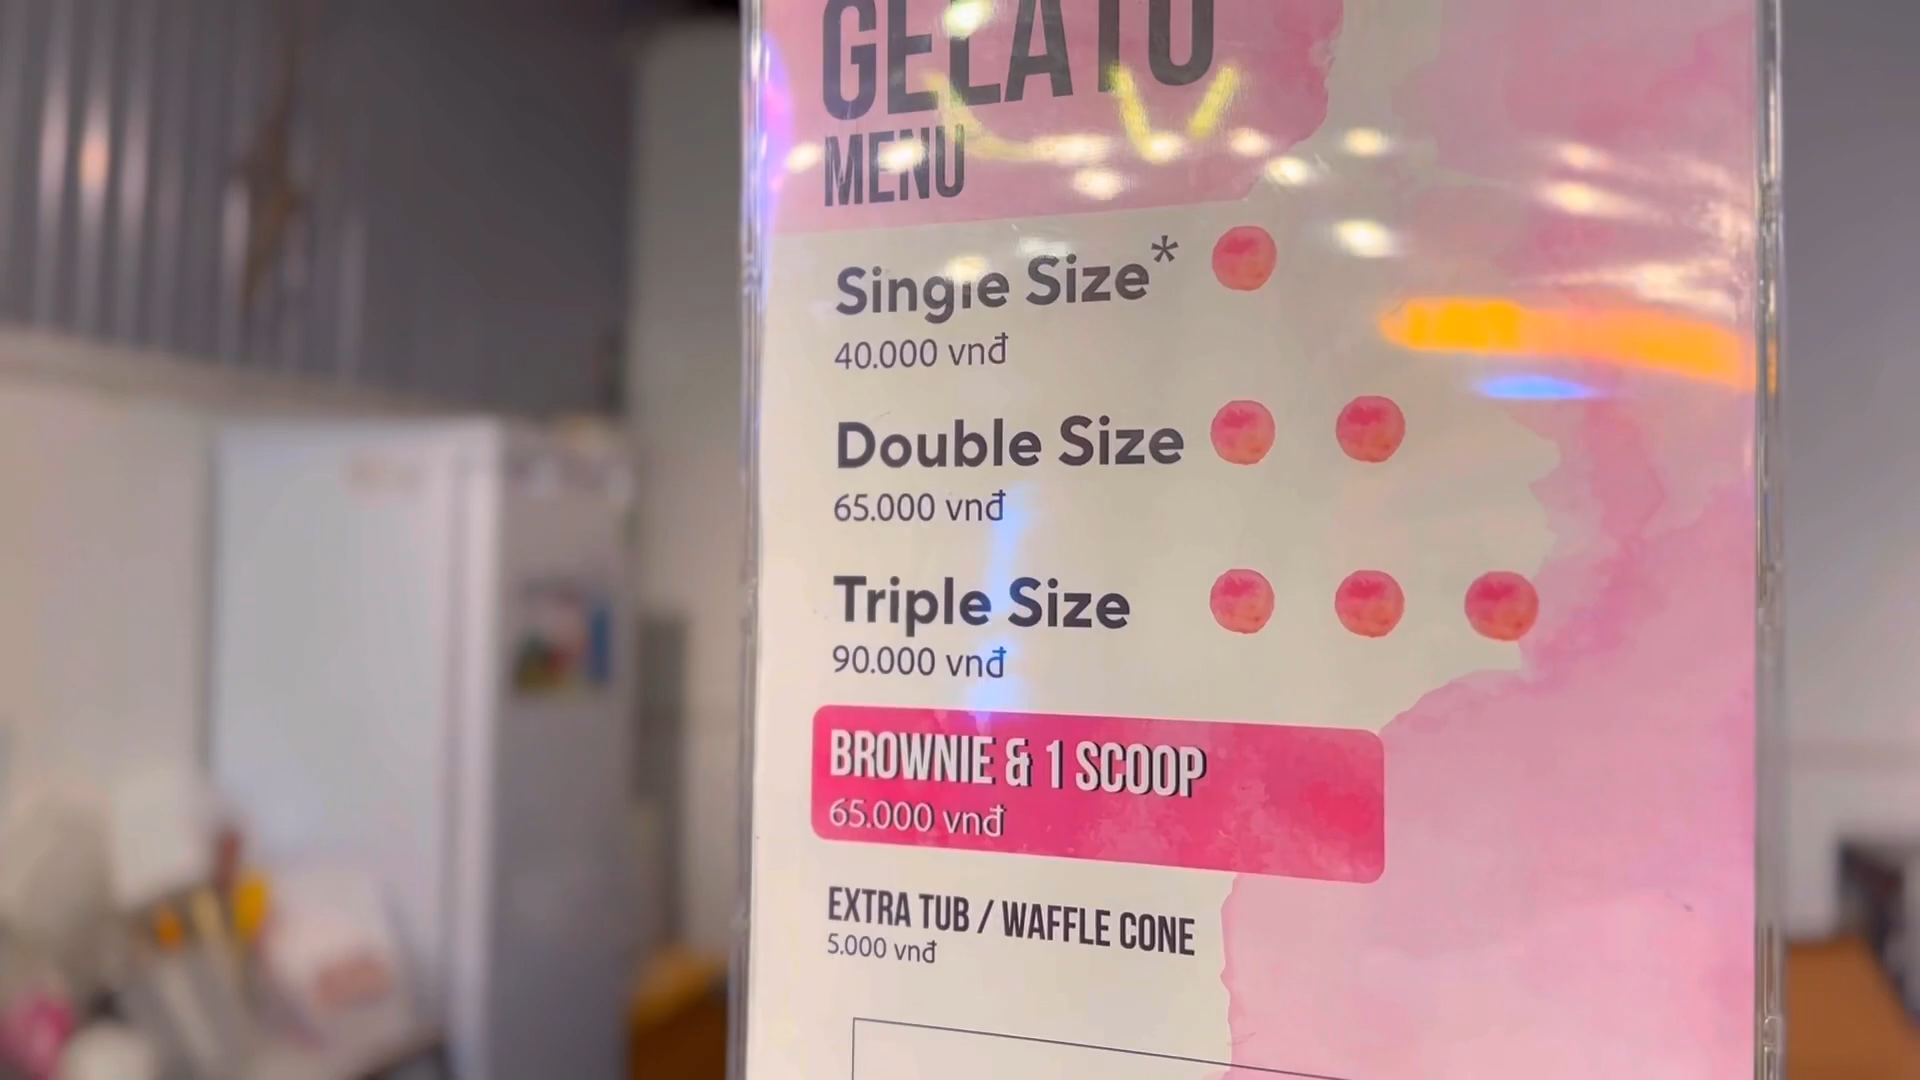 GELATO
MENU
Single Size*
40.000 vnđ
Double Size
65.000 vnđ
Triple Size
90.000 vnđ
BROWNIE & 1 SCOOP
65.000 vnđ
EXTRA TUB / WAFFLE CONE
5.000 vnđ